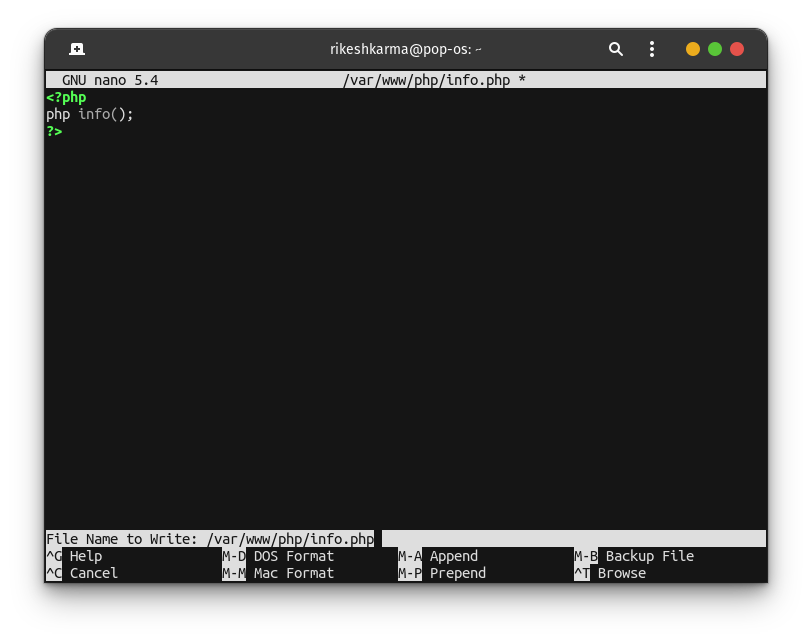 rikeshkarma@pop-os: ~
GNU nano 5.4 /var/www/php/info.php *
<?php
php info();
?>
File Name to Write: /var/www/php/info.php
^G Help M-D DOS Format M-A Append M-B Backup File
^C Cancel M-M Mac Format M-P Prepend ^T Browse